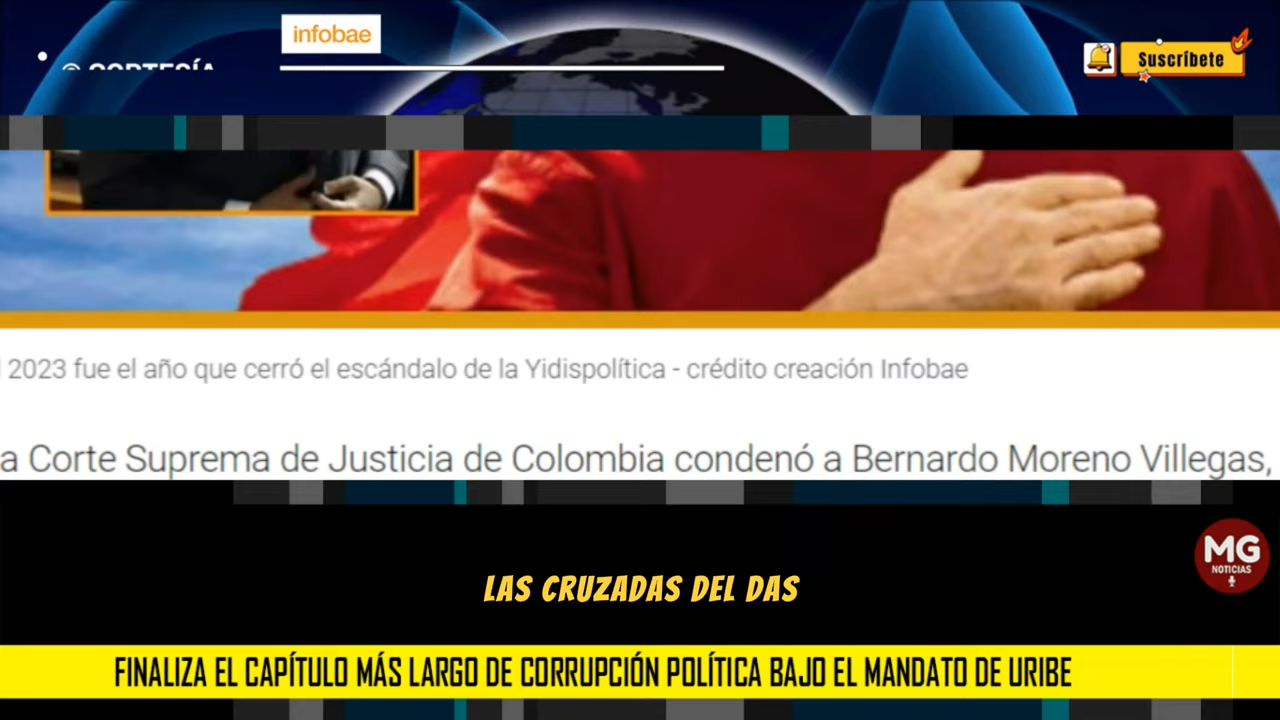 infobae
CORTESÍA
Suscríbete
2023 fue el año que cerró el escándalo de la Yidispolítica - crédito creación Infobae
a Corte Suprema de Justicia de Colombia condenó a Bernardo Moreno Villegas,
MG
NOTICIAS
LAS CRUZADAS DEL DAS
FINALIZA EL CAPÍTULO MÁS LARGO DE CORRUPCIÓN POLÍTICA BAJO EL MANDATO DE URIBE